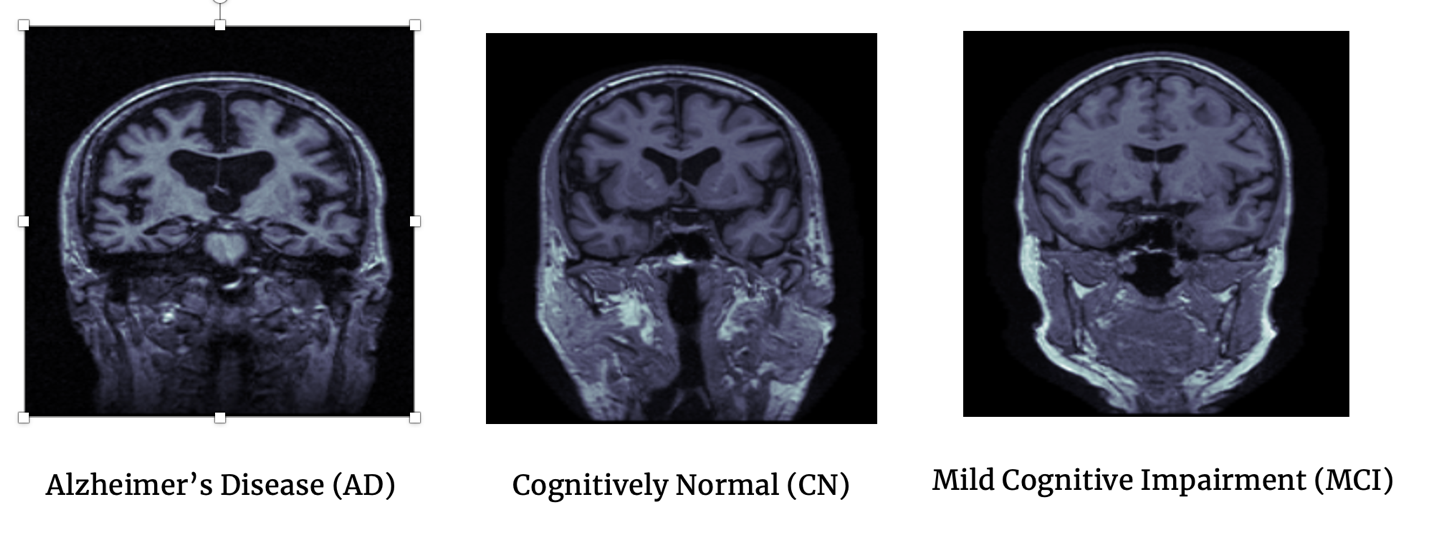 Alzheimer’s Disease (AD)
Cognitively Normal (CN)
Mild Cognitive Impairment (MCI)